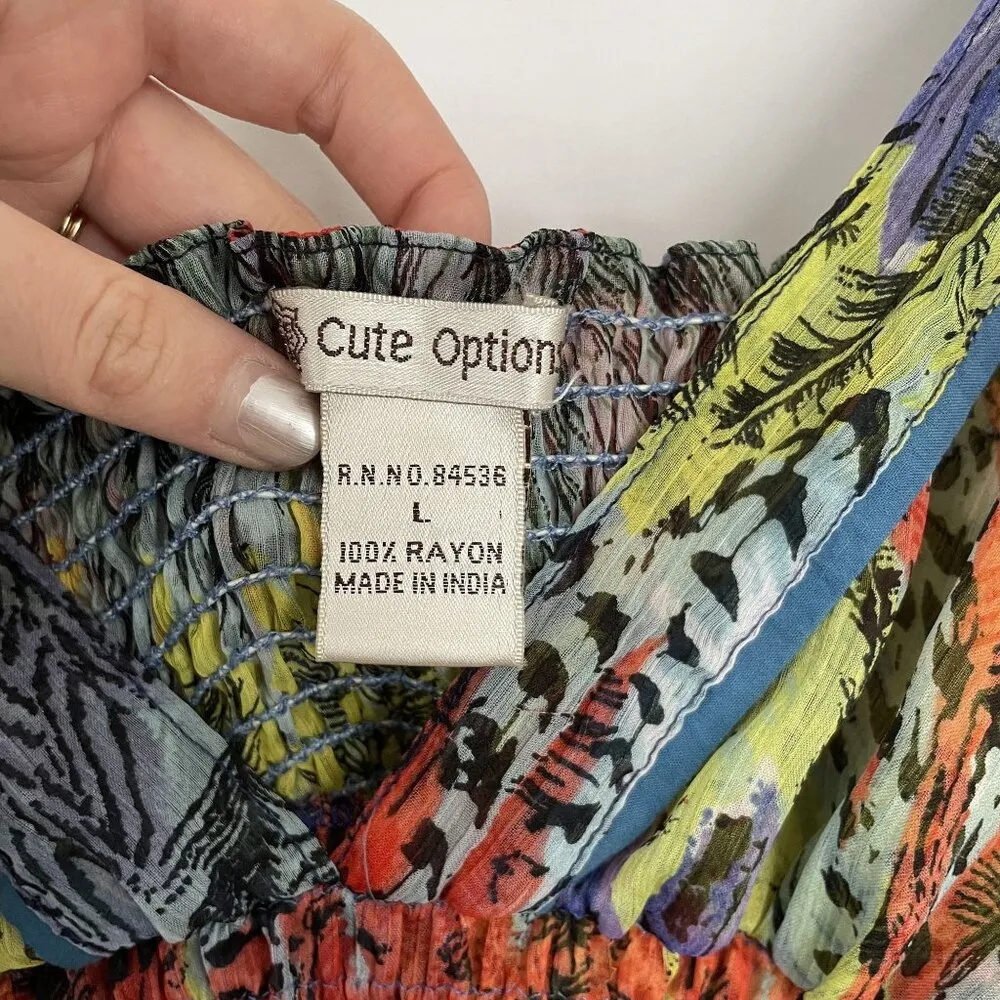 Cute Option
R.N.NO.84536
L
100% RAYON
MADE IN INDIA